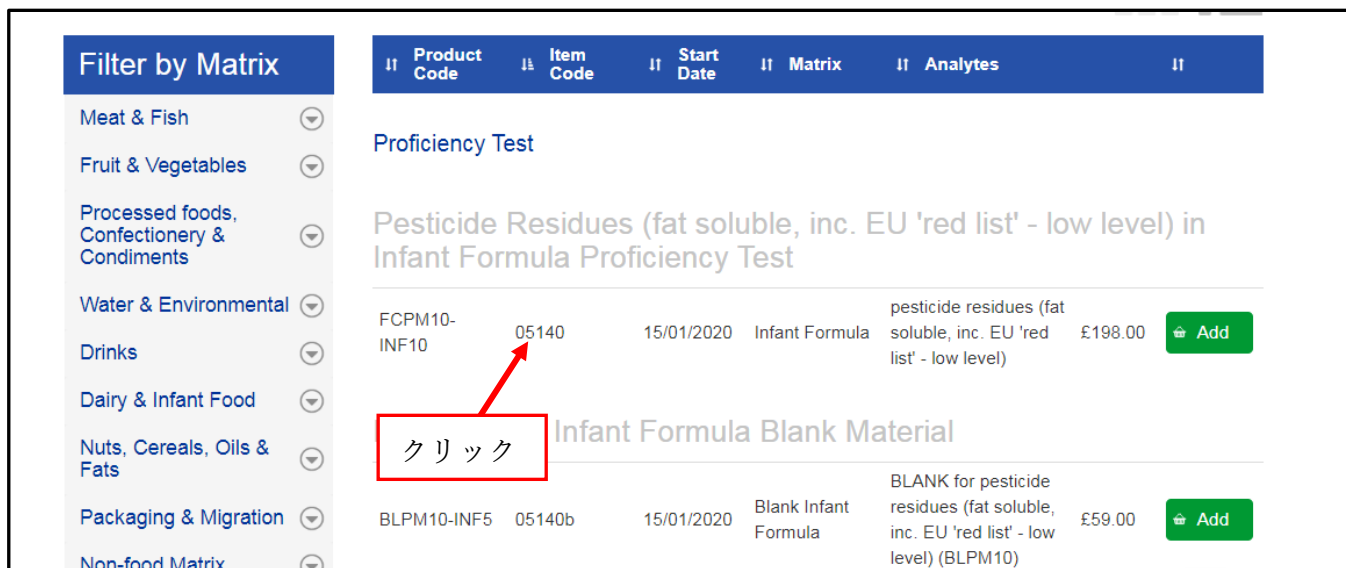 Filter by Matrix
Meat & Fish
Fruit & Vegetables
Processed foods,
Confectionery &
Condiments
Water & Environmental
Drinks
Dairy & Infant Food
Nuts, Cereals, Oils &
Fats
Packaging & Migration
Non-food Matrix
Product Code
Item Code
Start Date
Matrix
Analytes
Proficiency Test
Pesticide Residues (fat soluble, inc. EU 'red list' - low level) in
Infant Formula Proficiency Test
FCPM10-
INF10
05140
15/01/2020
Infant Formula
pesticide residues (fat
soluble, inc. EU 'red
list' - low level)
£198.00
Add
クリック
Infant Formula Blank Material
BLPM10-INF5
05140b
15/01/2020
Blank Infant
Formula
BLANK for pesticide
residues (fat soluble,
inc. EU 'red list' - low
level) (BLPM10)
£59.00
Add